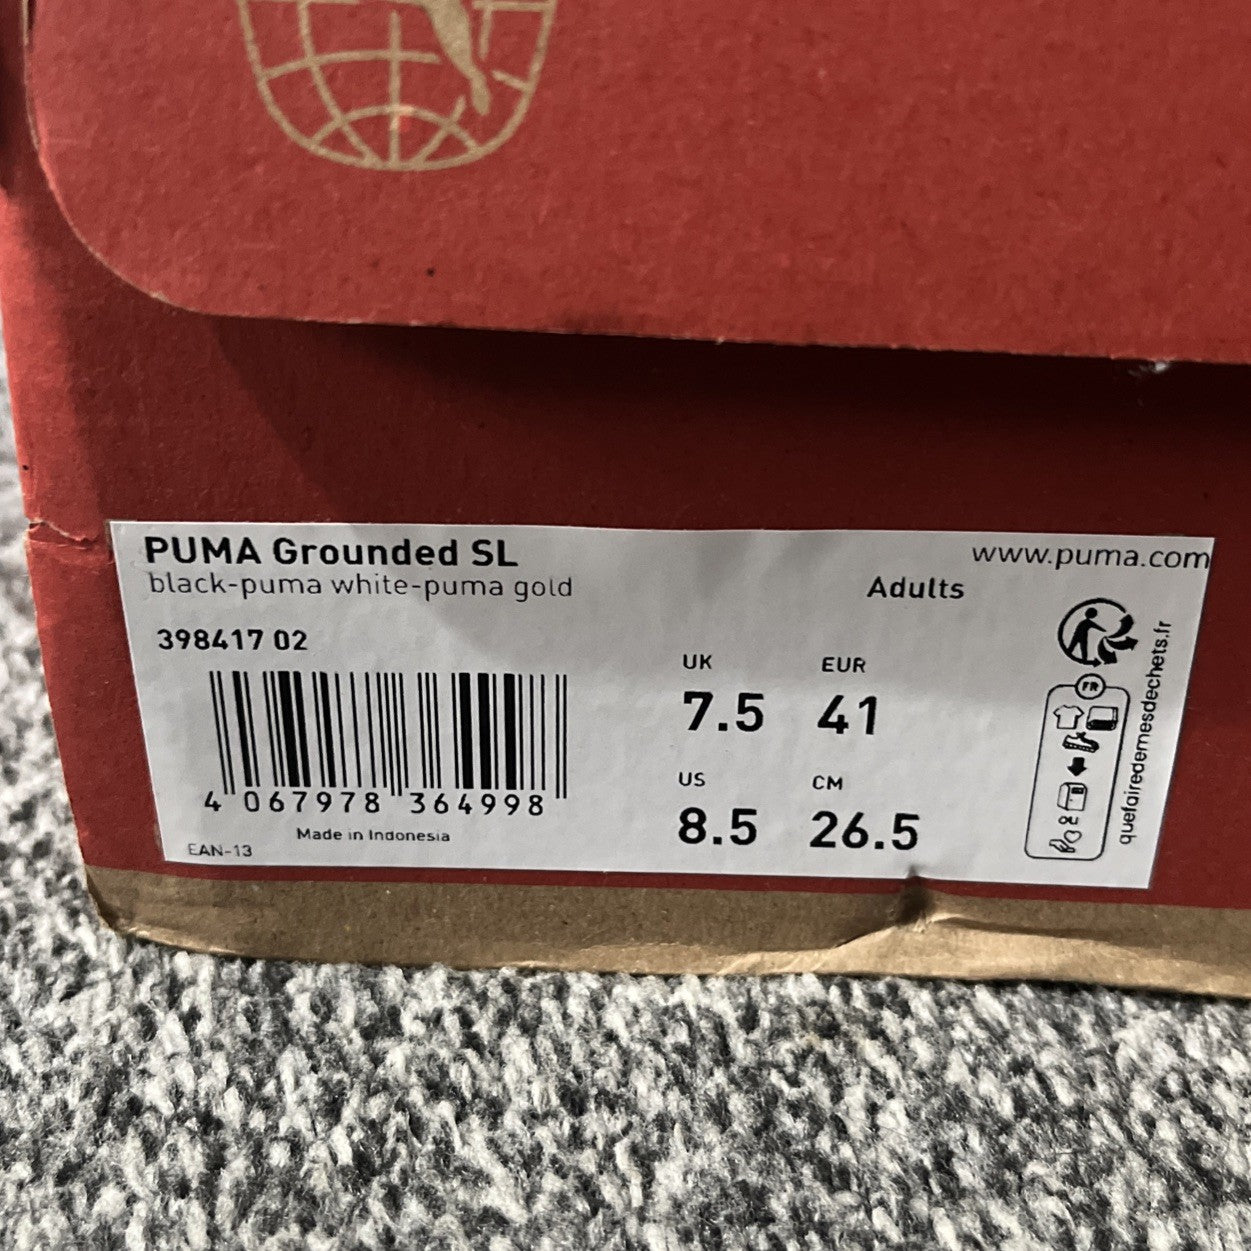 PUMA Grounded SL
www.puma.com
black-puma white-puma gold
Adults
398417 02
UK
EUR
7.5
41
US
CM
8.5
26.5
4 067978 364998
Made in Indonesia
EAN-13
FR
OU
quefairedemesdechets.fr